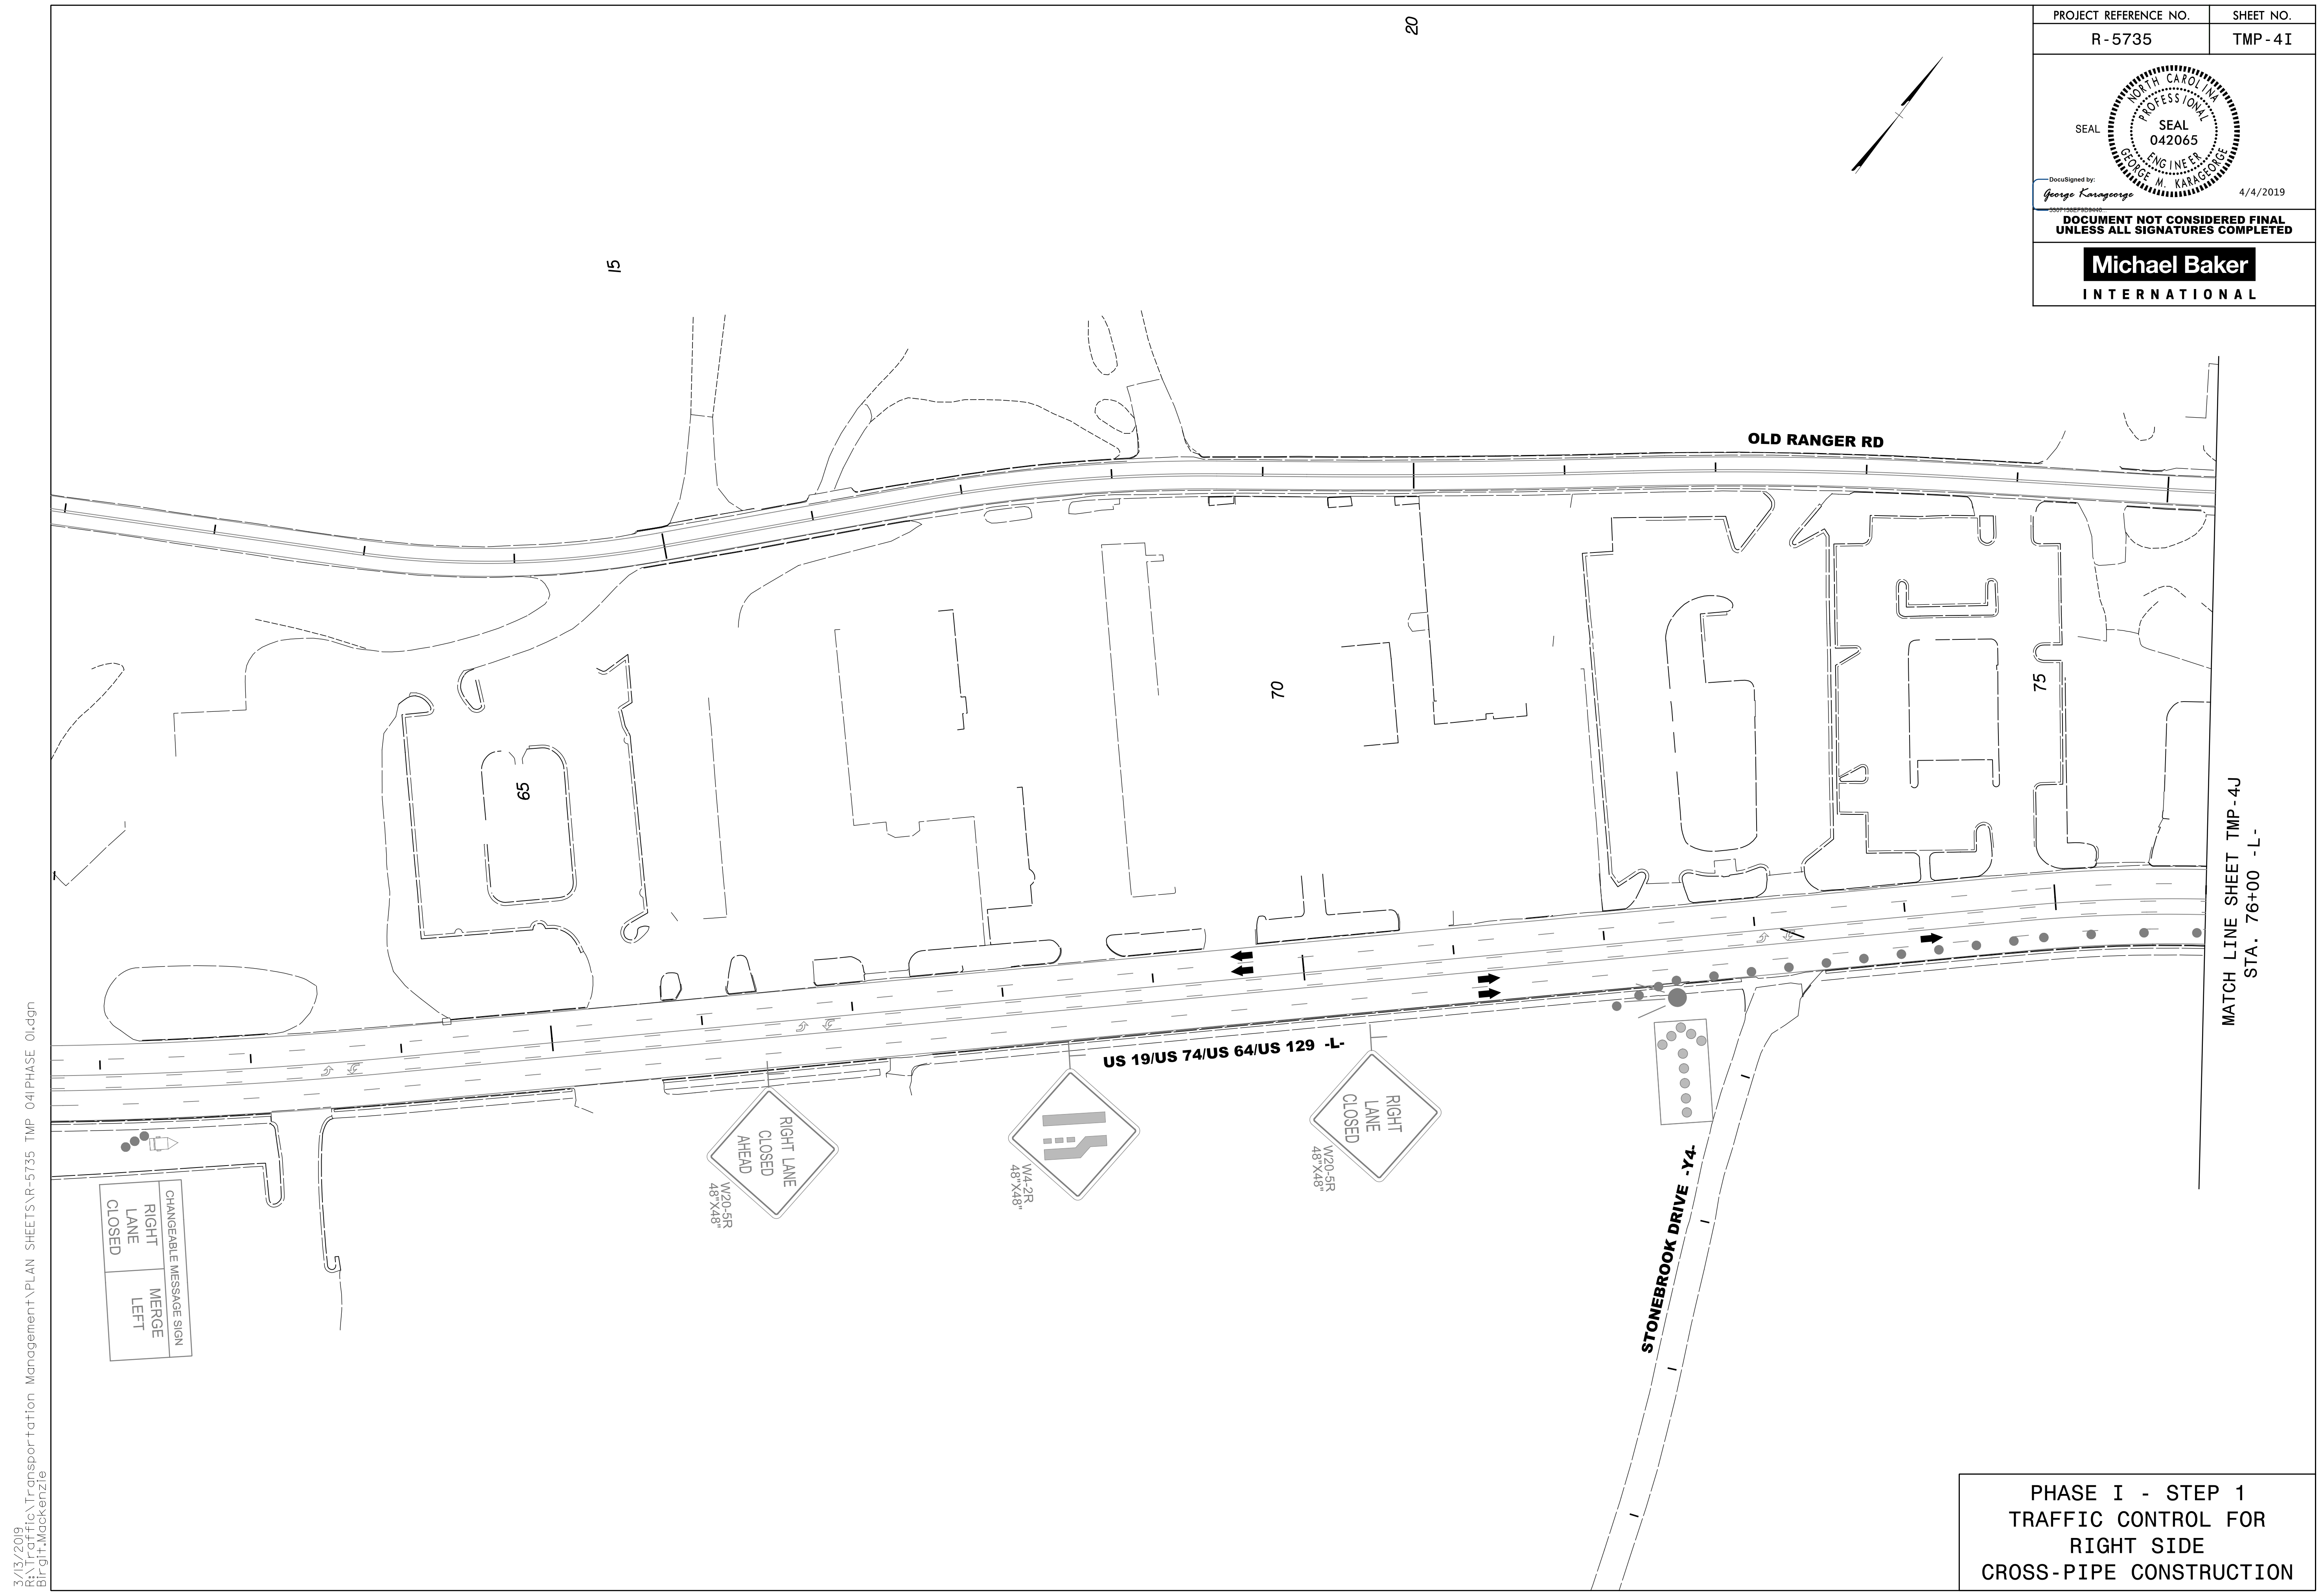 PROJECT REFERENCE NO.
SHEET NO.
R-5735
TMP-4I
SEAL
NORTH CAROLINA
PROFESSIONAL
SEAL
042065
ENGINEER
GEORGE M. KARAGEORGE
DocuSigned by:
George Karageorge
4/4/2019
DOCUMENT NOT CONSIDERED FINAL
UNLESS ALL SIGNATURES COMPLETED
Michael Baker
INTERNATIONAL
20
15
OLD RANGER RD
70
75
65
MATCH LINE SHEET TMP-4J
STA. 76+00 -L-
US 19/US 74/US 64/US 129 -L-
RIGHT LANE
CLOSED
AHEAD
W20-5R
48"X48"
W4-2R
48"X48"
RIGHT
LANE
CLOSED
W20-5R
48"X48"
STONEBROOK DRIVE -Y4-
CHANGEABLE MESSAGE SIGN
RIGHT
LANE
CLOSED
MERGE
LEFT
PHASE I - STEP 1
TRAFFIC CONTROL FOR
RIGHT SIDE
CROSS-PIPE CONSTRUCTION
3/13/2019
R:\Traffic\Transportation Management\PLAN SHEETS\R-5735 TMP 04I PHASE 01.dgn
Birgit.Mackenzie